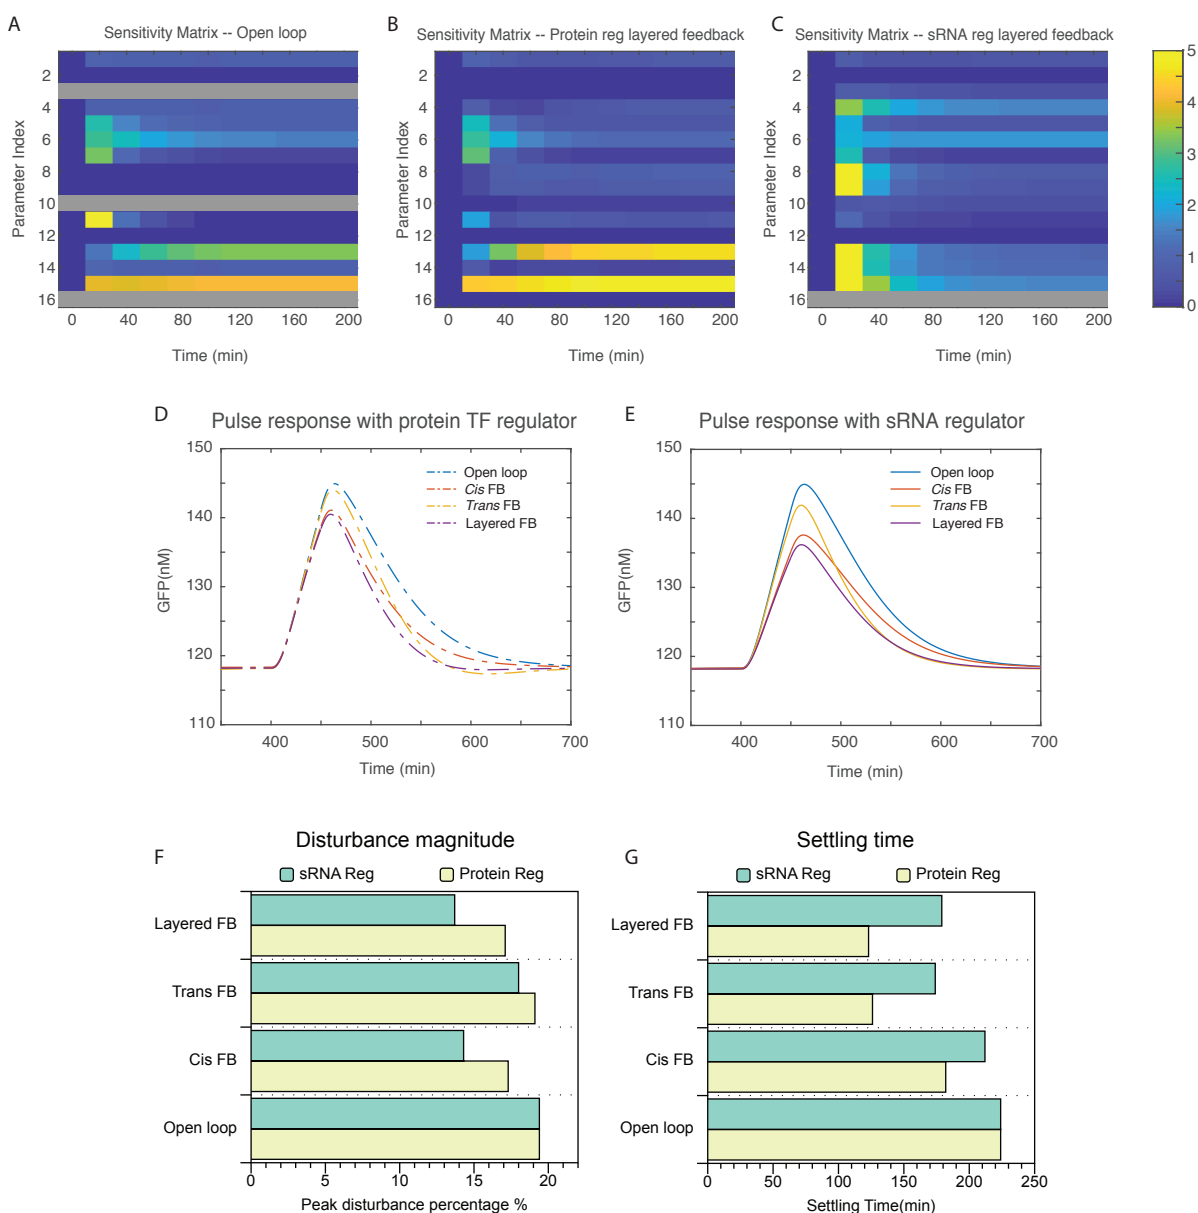 A
Sensitivity Matrix -- Open loop
B
Sensitivity Matrix -- Protein reg layered feedback
C
Sensitivity Matrix -- sRNA reg layered feedback
Parameter Index
2
4
6
8
10
12
14
16
0 40 80 120 160 200
Time (min)
Parameter Index
2
4
6
8
10
12
14
16
0 40 80 120 160 200
Time (min)
Parameter Index
2
4
6
8
10
12
14
16
0 40 80 120 160 200
Time (min)
5
4
3
2
1
0
D
Pulse response with protein TF regulator
150
140
130
120
110
GFP(nM)
Open loop
Cis FB
Trans FB
Layered FB
400 500 600 700
Time (min)
E
Pulse response with sRNA regulator
150
140
130
120
110
GFP(nM)
Open loop
Cis FB
Trans FB
Layered FB
400 500 600 700
Time (min)
F
Disturbance magnitude
sRNA Reg Protein Reg
Layered FB
Trans FB
Cis FB
Open loop
0 5 10 15 20
Peak disturbance percentage %
G
Settling time
sRNA Reg Protein Reg
Layered FB
Trans FB
Cis FB
Open loop
0 50 100 150 200 250
Settling Time(min)